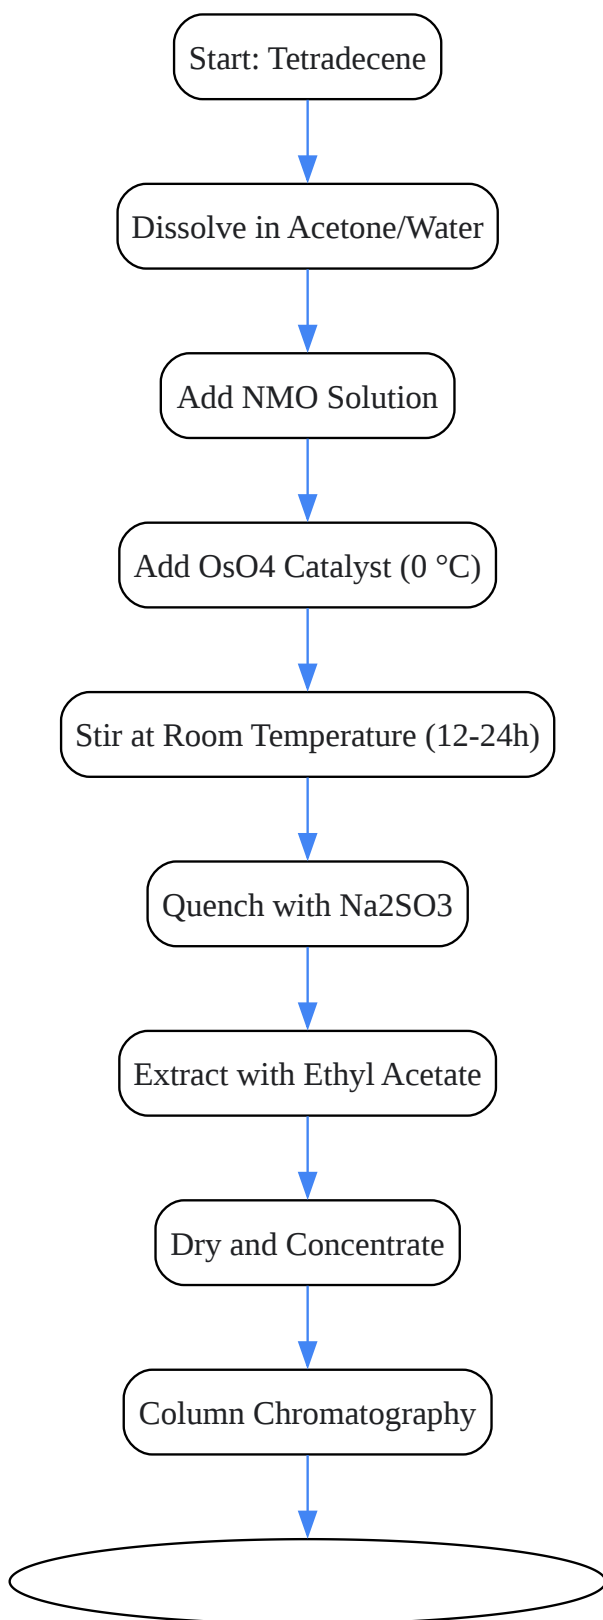 Start: Tetradecene
Dissolve in Acetone/Water
Add NMO Solution
Add OsO4 Catalyst (0 °C)
Stir at Room Temperature (12-24h)
Quench with Na2SO3
Extract with Ethyl Acetate
Dry and Concentrate
Column Chromatography